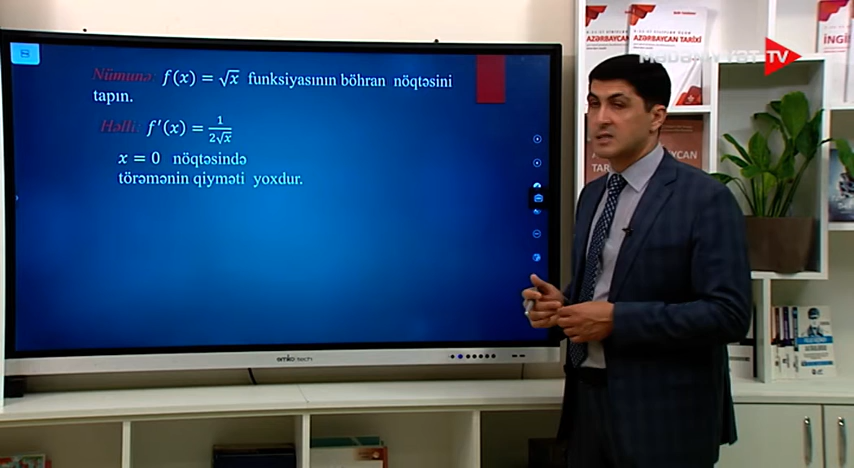 Nümunə: f(x) = √x funksiyasının böhran nöqtəsini
tapın.
Həlli: f′(x) = 1/(2√x)
x = 0 nöqtəsində
törəmənin qiyməti yoxdur.
AZƏRBAYCAN
AZƏRBAYCAN TARİXİ
MƏDƏNİYYƏT TV